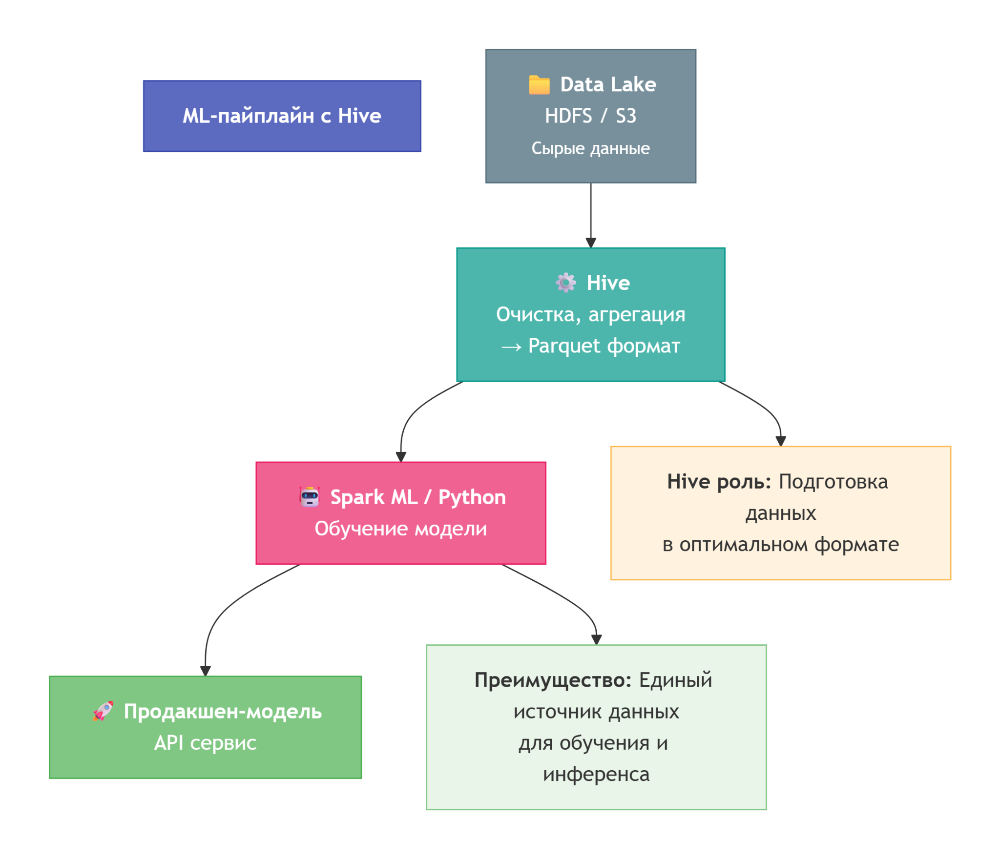 ML-пайплайн с Hive
Data Lake
HDFS / S3
Сырые данные
Hive
Очистка, агрегация
→ Parquet формат
Spark ML / Python
Обучение модели
Hive роль: Подготовка
данных
в оптимальном формате
Продакшен-модель
API сервис
Преимущество: Единый
источник данных
для обучения и
инференса